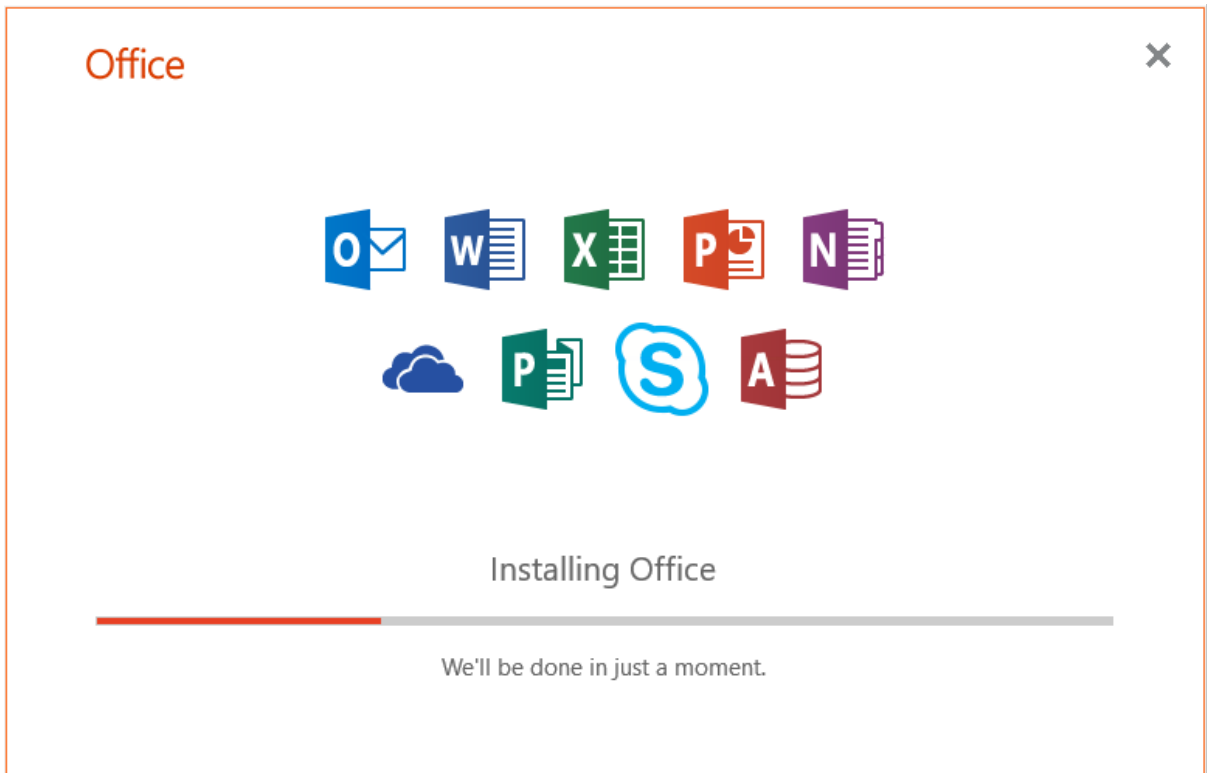 Office
O W X P N
P S A
Installing Office
We'll be done in just a moment.